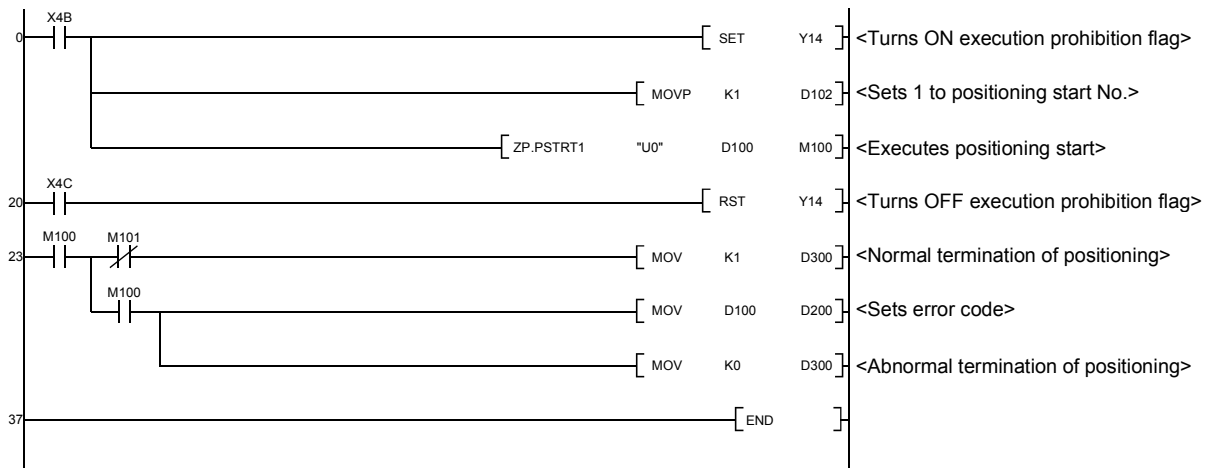 X4B
0 SET Y14 <Turns ON execution prohibition flag>
MOVP K1 D102 <Sets 1 to positioning start No.>
ZP.PSTRT1 "U0" D100 M100 <Executes positioning start>
X4C
20 RST Y14 <Turns OFF execution prohibition flag>
M100 M101
23 MOV K1 D300 <Normal termination of positioning>
M100
MOV D100 D200 <Sets error code>
MOV K0 D300 <Abnormal termination of positioning>
37 END